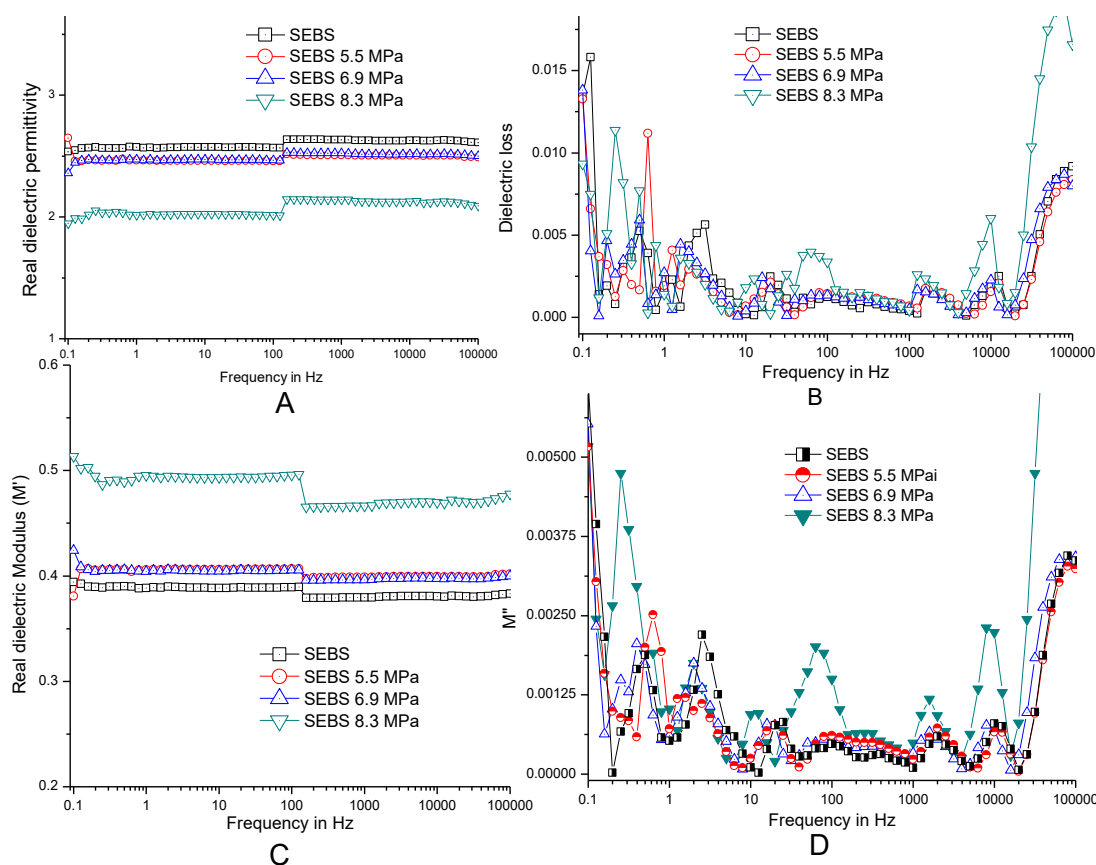 SEBS
SEBS 5.5 MPa
SEBS 6.9 MPa
SEBS 8.3 MPa
Real dielectric permittivity
3
2
1
0.1 1 10 100 1000 10000 100000
Frequency in Hz
A
SEBS
SEBS 5.5 MPa
SEBS 6.9 MPa
SEBS 8.3 MPa
Dielectric loss
0.015
0.010
0.005
0.000
0.1 1 10 100 1000 10000 100000
Frequency in Hz
B
Real dielectric Modulus (M')
0.6
0.5
0.4
0.3
0.2
SEBS
SEBS 5.5 MPa
SEBS 6.9 MPa
SEBS 8.3 MPa
0.1 1 10 100 1000 10000 100000
Frequency in Hz
C
SEBS
SEBS 5.5 MPai
SEBS 6.9 MPa
SEBS 8.3 MPa
M"
0.00500
0.00375
0.00250
0.00125
0.00000
0.1 1 10 100 1000 10000 100000
Frequency in Hz
D